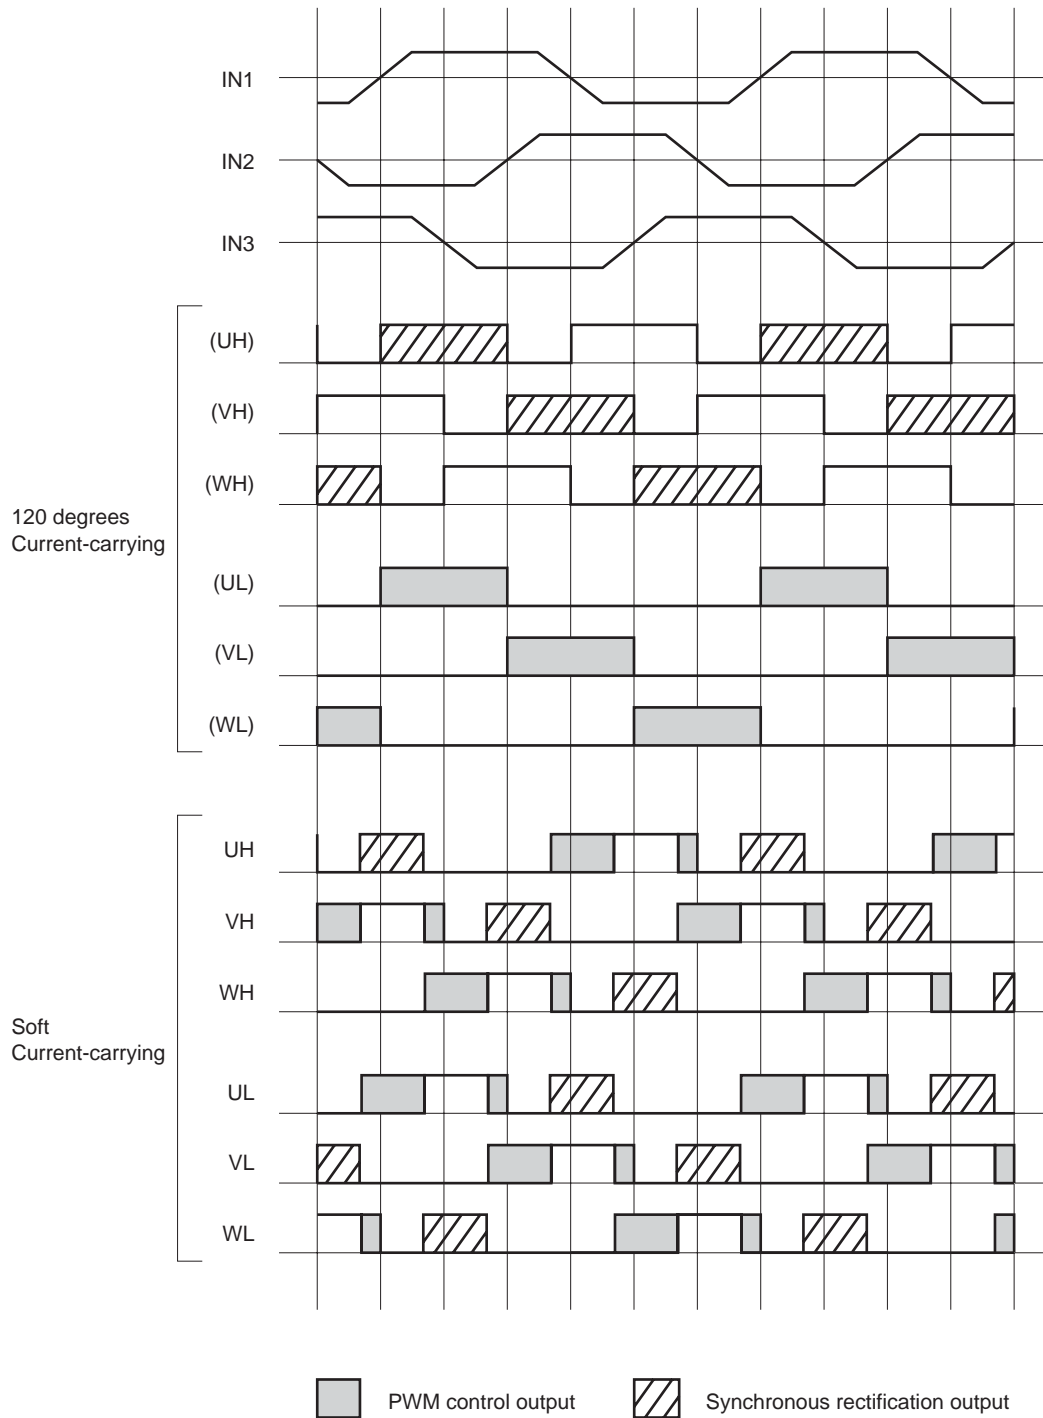 IN1
IN2
IN3
(UH)
(VH)
(WH)
120 degrees
Current-carrying
(UL)
(VL)
(WL)
UH
VH
WH
Soft
Current-carrying
UL
VL
WL
PWM control output
Synchronous rectification output